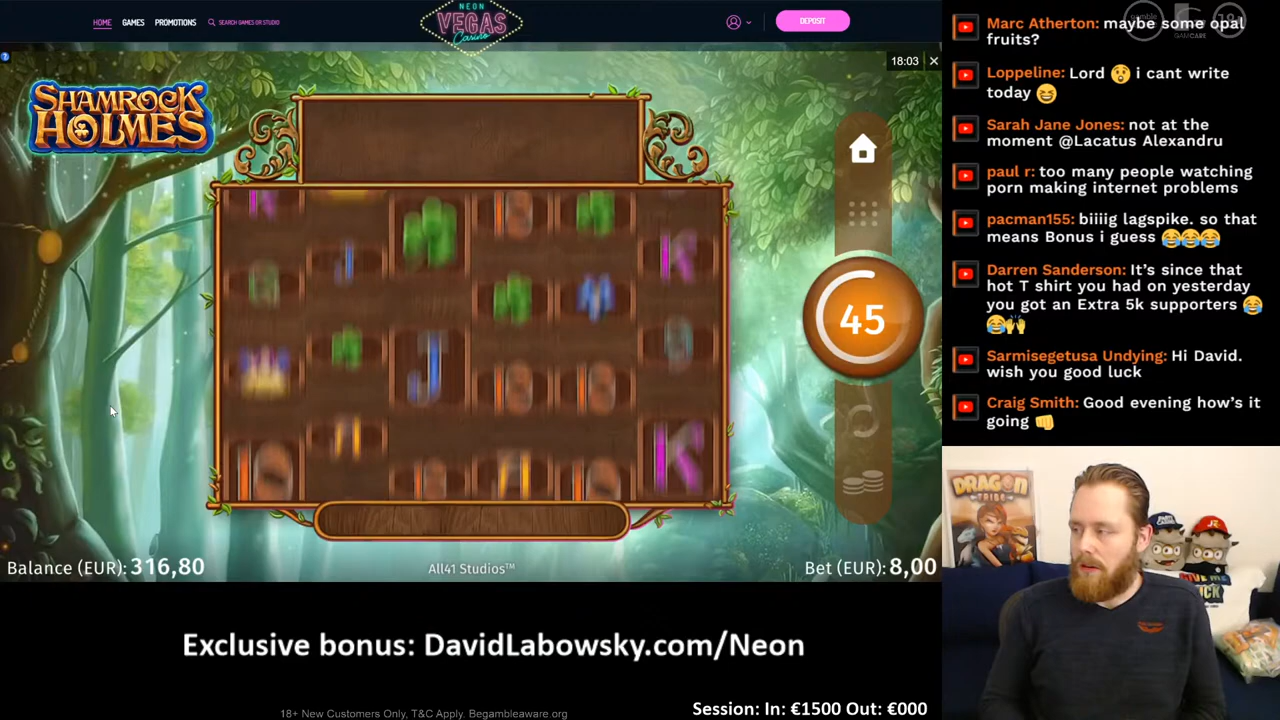 HOME GAMES PROMOTIONS SEARCH GAMES OR STUDIO
NEON
VEGAS
Casino
DEPOSIT
18:03
SHAMROCK
HOLMES
45
K
J
K
J
K
Balance (EUR): 316,80
All41 Studios™
Bet (EUR): 8,00
Exclusive bonus: DavidLabowsky.com/Neon
18+ New Customers Only, T&C Apply. Begambleaware.org
Session: In: €1500 Out: €000
Marc Atherton: maybe some opal
fruits?
GAMCARE
18
Loppeline: Lord 😲 i cant write
today 😆
Sarah Jane Jones: not at the
moment @Lacatus Alexandru
paul r: too many people watching
porn making internet problems
pacman155: biiiig lagspike. so that
means Bonus i guess 😂😂😂
Darren Sanderson: It’s since that
hot T shirt you had on yesterday
you got an Extra 5k supporters 😂
😂🙌
Sarmisegetusa Undying: Hi David.
wish you good luck
Craig Smith: Good evening how’s it
going 👊
DRAGON
TRIBE